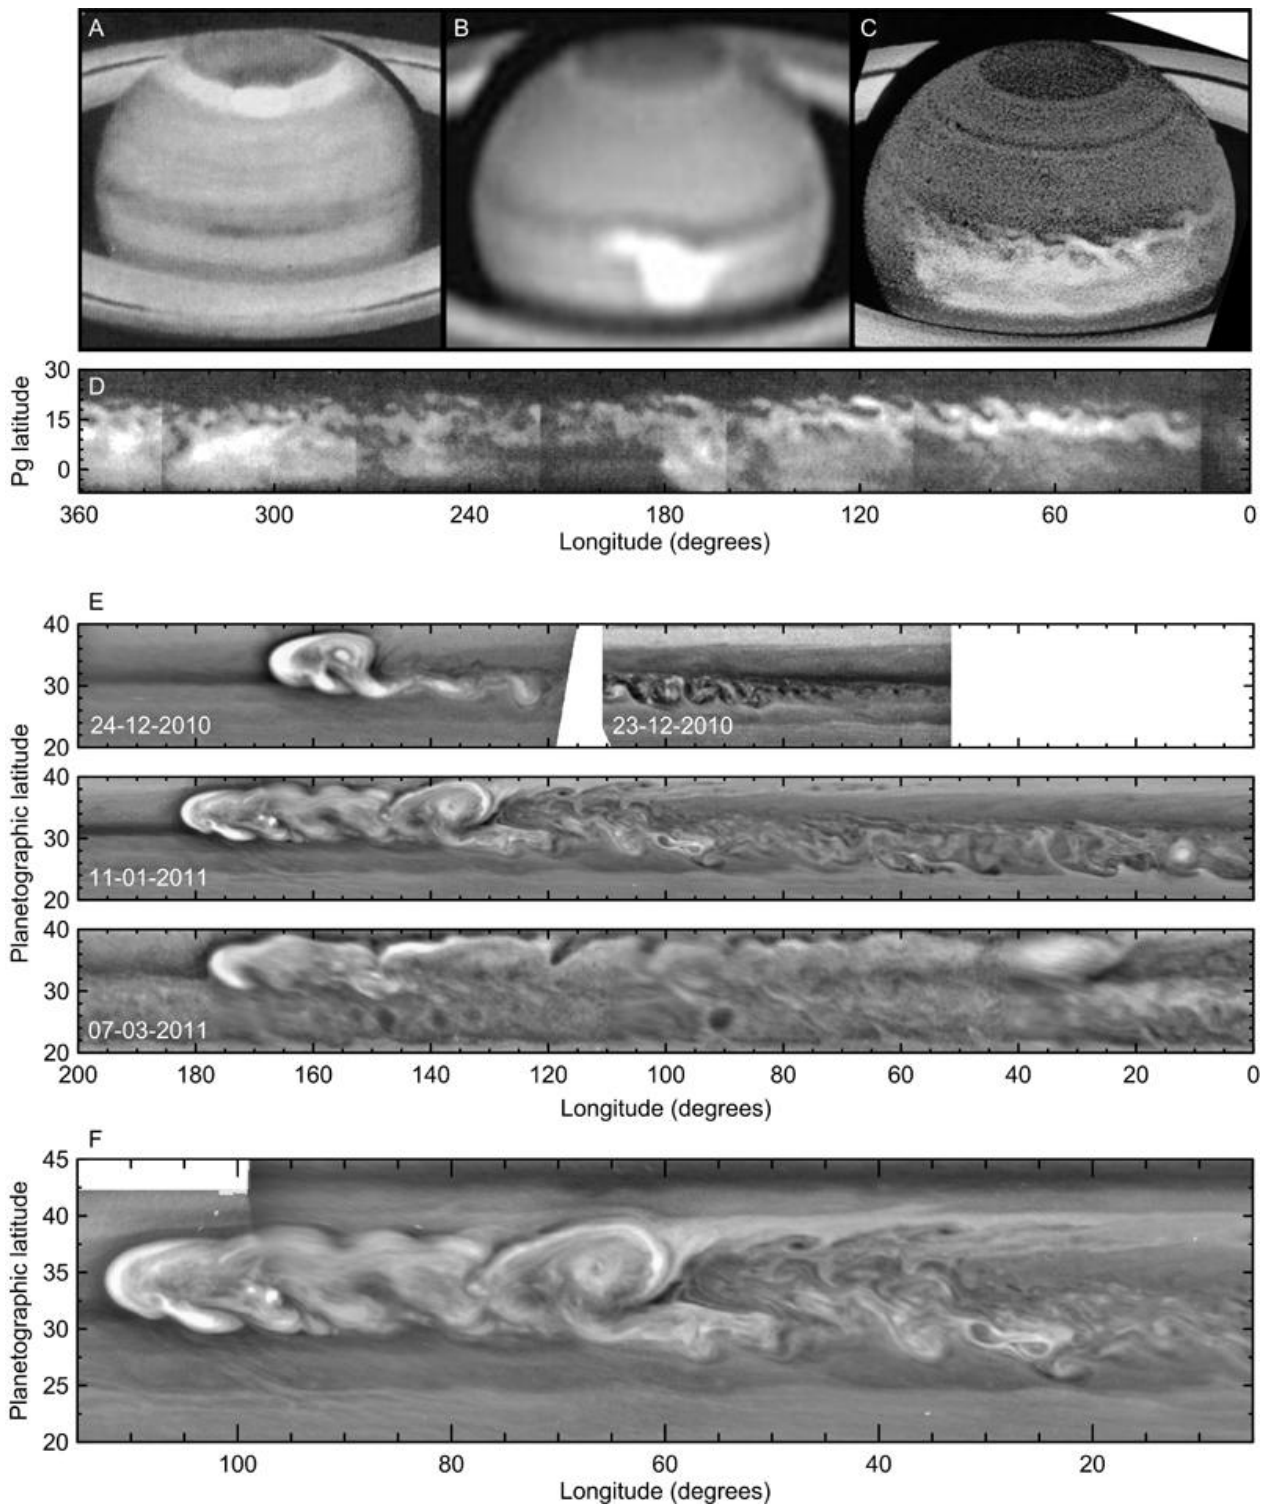 A
B
C
D
30
15
0
Pg latitude
360 300 240 180 120 60 0
Longitude (degrees)
E
40
30
20
24-12-2010
23-12-2010
40
30
20
11-01-2011
40
30
20
07-03-2011
Planetographic latitude
200 180 160 140 120 100 80 60 40 20 0
Longitude (degrees)
F
45
40
35
30
25
20
Planetographic latitude
100 80 60 40 20
Longitude (degrees)